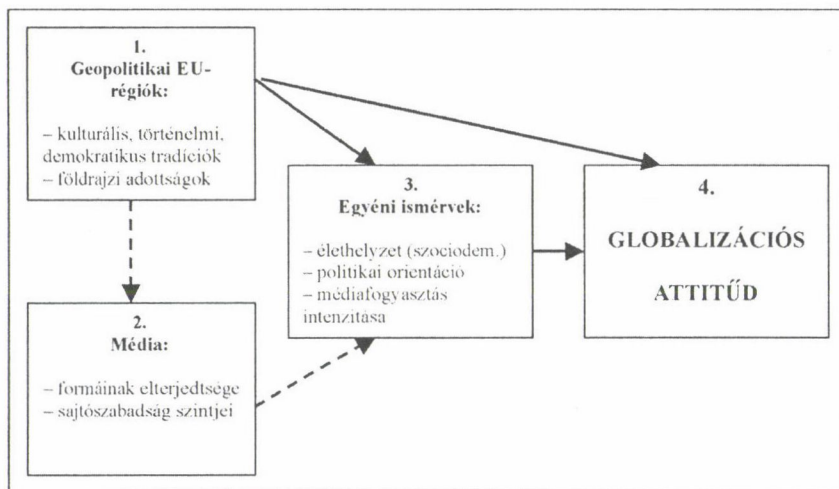 1.
Geopolitikai EU-
régiók:
– kulturális, történelmi,
demokratikus tradíciók
– földrajzi adottságok
2.
Média:
– formáinak elterjedtsége
– sajtószabadság szintjei
3.
Egyéni ismérvek:
– élethelyzet (szociodem.)
– politikai orientáció
– médiafogyasztás
intenzitása
4.
GLOBALIZÁCIÓS
ATTITŰD